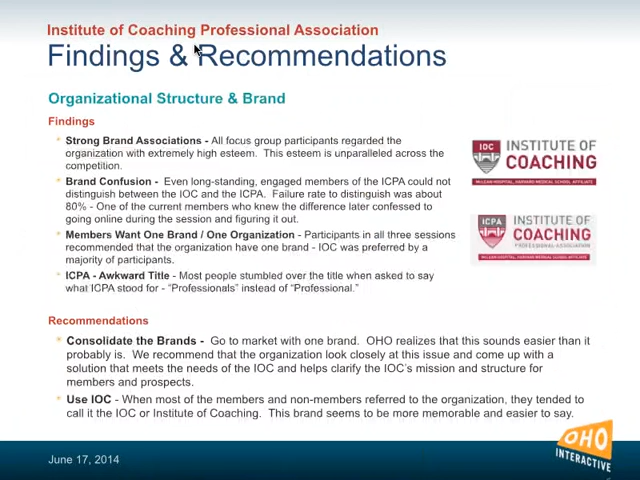 Institute of Coaching Professional Association
Findings & Recommendations
Organizational Structure & Brand
Findings
Strong Brand Associations - All focus group participants regarded the
organization with extremely high esteem. This esteem is unparalleled across the
competition.
Brand Confusion - Even long-standing, engaged members of the ICPA could not
distinguish between the IOC and the ICPA. Failure rate to distinguish was about
80% - One of the current members who knew the difference later confessed to
going online during the session and figuring it out.
Members Want One Brand / One Organization - Participants in all three sessions
recommended that the organization have one brand - IOC was preferred by a
majority of participants.
ICPA - Awkward Title - Most people stumbled over the title when asked to say
what ICPA stood for - “Professionals” instead of “Professional.”
IOC
INSTITUTE OF
COACHING
McLEAN HOSPITAL, HARVARD MEDICAL SCHOOL AFFILIATE
ICPA
INSTITUTE OF
COACHING
PROFESSIONAL ASSOCIATION
McLEAN HOSPITAL, HARVARD MEDICAL SCHOOL AFFILIATE
Recommendations
Consolidate the Brands - Go to market with one brand. OHO realizes that this sounds easier than it
probably is. We recommend that the organization look closely at this issue and come up with a
solution that meets the needs of the IOC and helps clarify the IOC’s mission and structure for
members and prospects.
Use IOC - When most of the members and non-members referred to the organization, they tended to
call it the IOC or Institute of Coaching. This brand seems to be more memorable and easier to say.
June 17, 2014
OHO
INTERACTIVE